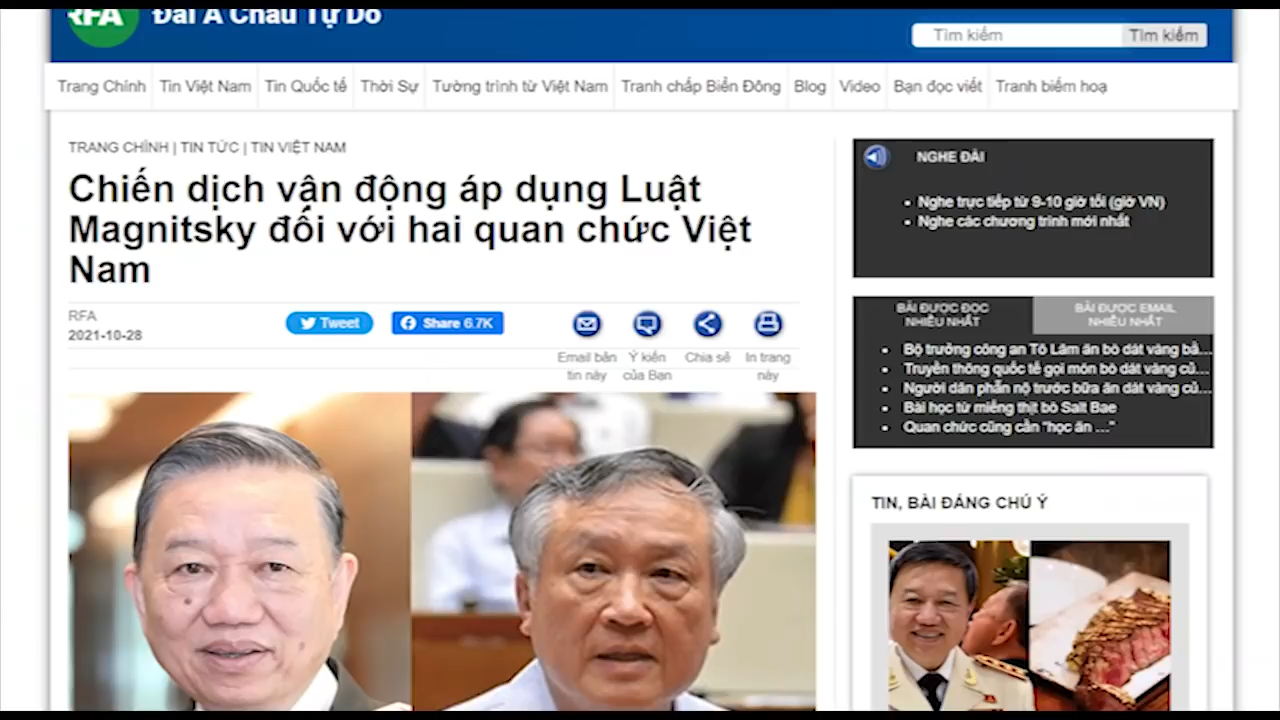 RFA
Đài Á Châu Tự Do
Tìm kiếm
Tìm kiếm
Trang Chính
Tin Việt Nam
Tin Quốc tế
Thời Sự
Tường trình từ Việt Nam
Tranh chấp Biển Đông
Blog
Video
Bạn đọc viết
Tranh biếm hoạ
TRANG CHÍNH | TIN TỨC | TIN VIỆT NAM
Chiến dịch vận động áp dụng Luật
Magnitsky đối với hai quan chức Việt
Nam
RFA
2021-10-28
Tweet
Share 6.7K
Email bản
tin này
Ý kiến
của Bạn
Chia sẻ
In trang
này
NGHE ĐÀI
Nghe trực tiếp từ 9-10 giờ tối (giờ VN)
Nghe các chương trình mới nhất
BÀI ĐƯỢC ĐỌC
NHIỀU NHẤT
BÀI ĐƯỢC EMAIL
NHIỀU NHẤT
Bộ trưởng công an Tô Lâm ăn bò dát vàng bằ...
Truyền thông quốc tế gọi món bò dát vàng củ...
Người dân phẫn nộ trước bữa ăn dát vàng củ...
Bài học từ miếng thịt bò Salt Bae
Quan chức cũng cần “học ăn ...”
TIN, BÀI ĐÁNG CHÚ Ý